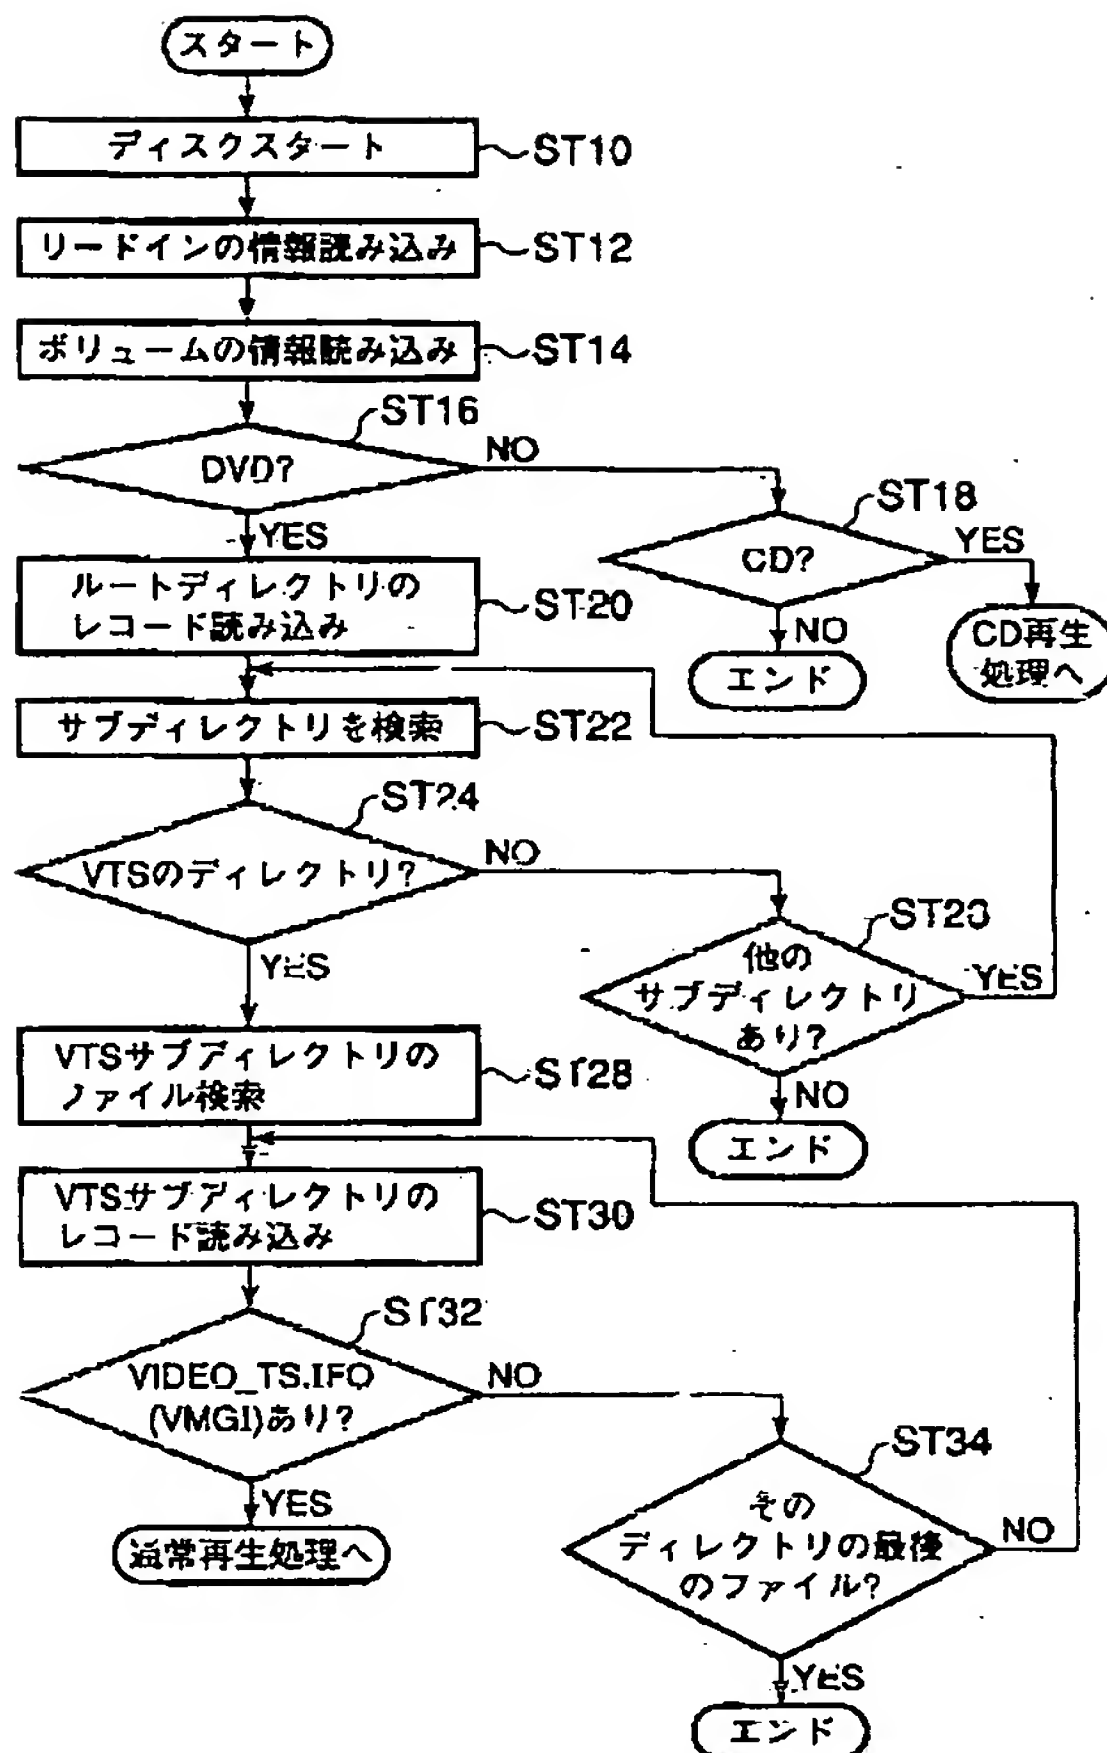 スタート
ディスクスタート
ST10
リードインの情報読み込み
ST12
ボリュームの情報読み込み
ST14
ST16
DVD?
NO
YES
ST18
CD?
YES
NO
CD再生
処理へ
エンド
ルートディレクトリの
レコード読み込み
ST20
サブディレクトリを検索
ST22
ST24
VTSのディレクトリ?
NO
YES
他の
サブディレクトリ
あり?
YES
NO
エンド
VTSサブディレクトリの
ファイル検索
ST28
VTSサブディレクトリの
レコード読み込み
ST30
ST32
VIDEO_TS.IFO
(VMGI)あり?
NO
YES
通常再生処理へ
ST34
その
ディレクトリの最後
のファイル?
NO
YES
エンド